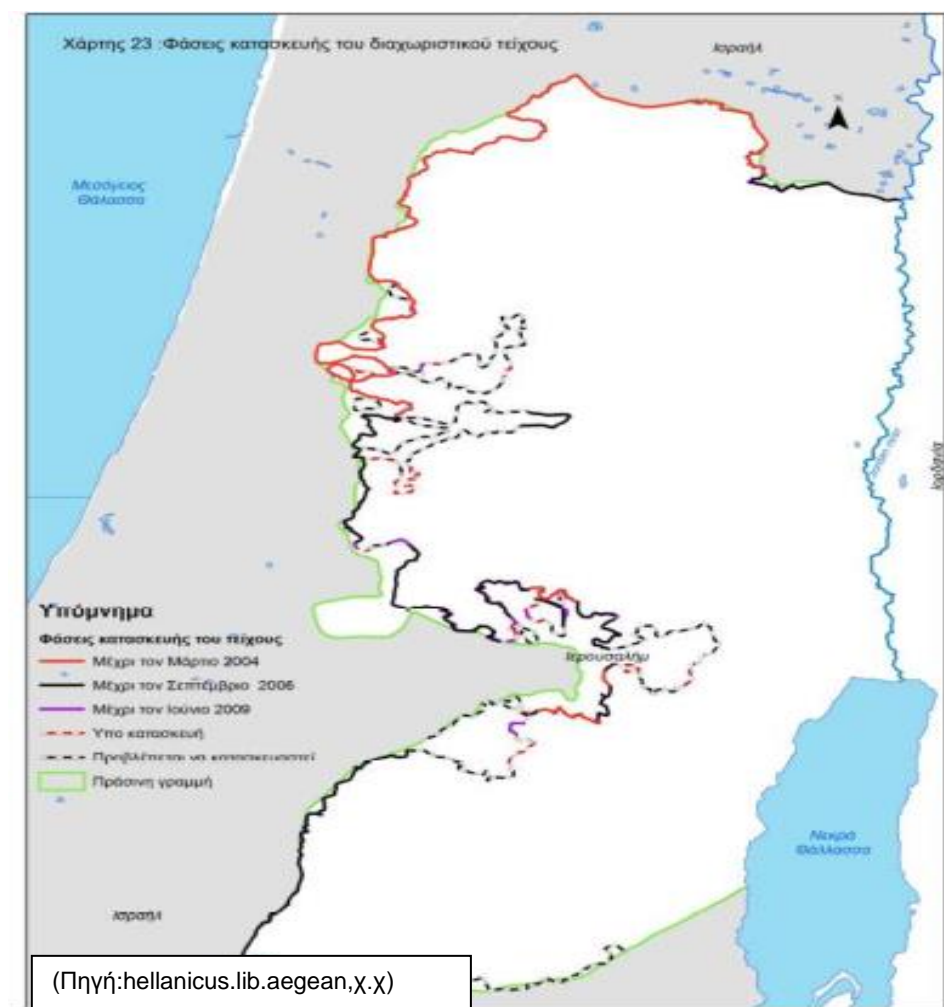 Χάρτης 23 :Φάσεις κατασκευής του διαχωριστικού τείχους
Ισραήλ
Μεσόγειος
Θάλασσα
Ιορδανία
Ιερουσαλήμ
Υπόμνημα
Φάσεις κατασκευής του τείχους
Μέχρι τον Μάρτιο 2004
Μέχρι τον Σεπτέμβριο 2006
Μέχρι τον Ιούνιο 2009
Υπο κατασκευή
Προβλέπεται να κατασκευαστεί
Πράσινη γραμμή
Νεκρά
Θάλλασσα
Ισραήλ
(Πηγή:hellanicus.lib.aegean,χ.χ)